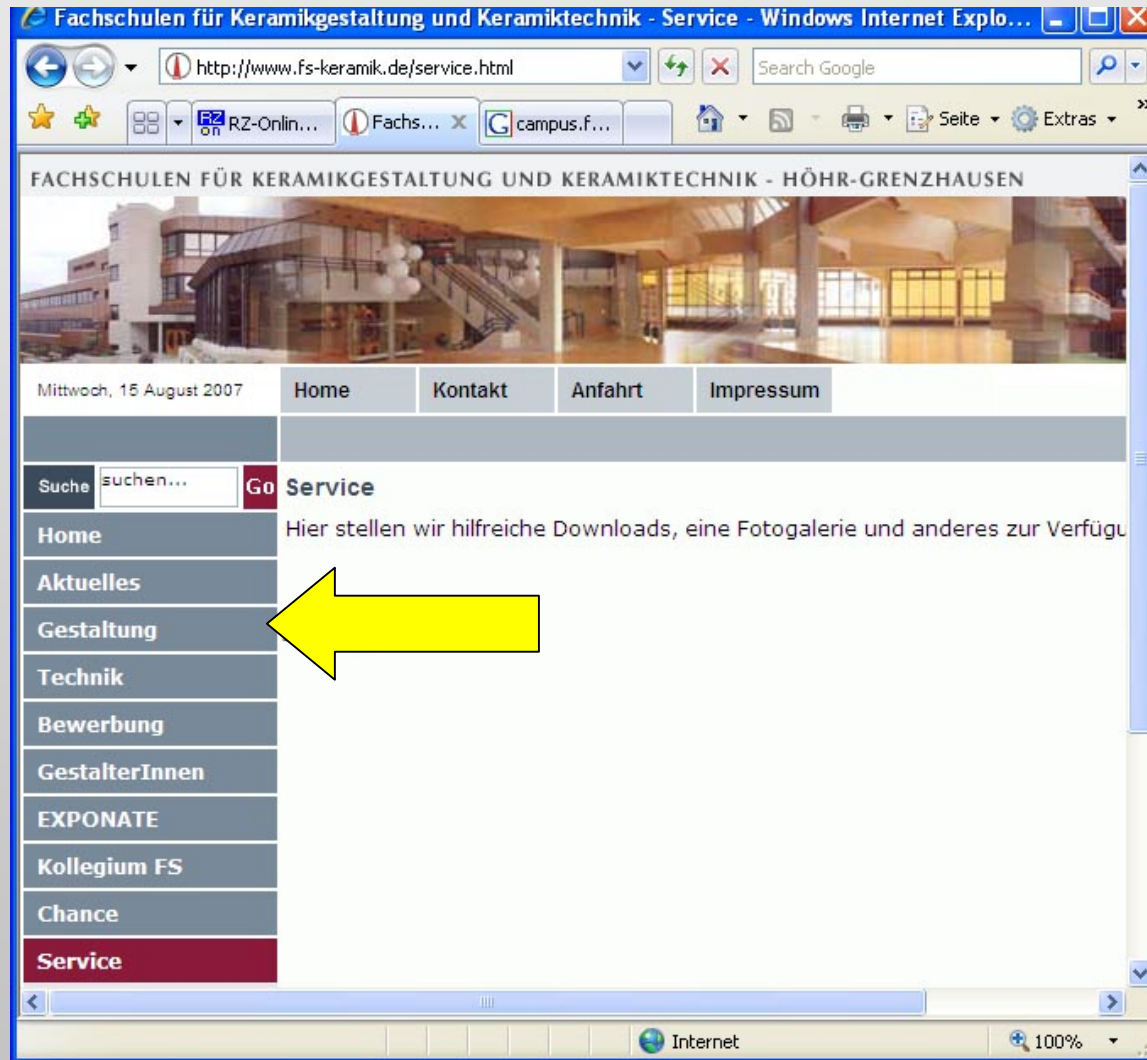 Fachschulen für Keramikgestaltung und Keramiktechnik - Service - Windows Internet Explo...
http://www.fs-keramik.de/service.html
Search Google
RZ-Onlin...
Fachs...
campus.f...
Seite
Extras
FACHSCHULEN FÜR KERAMIKGESTALTUNG UND KERAMIKTECHNIK - HÖHR-GRENZHAUSEN
Mittwoch, 15 August 2007
Home Kontakt Anfahrt Impressum
Suche suchen... Go
Service
Hier stellen wir hilfreiche Downloads, eine Fotogalerie und anderes zur Verfügu
Home
Aktuelles
Gestaltung
Technik
Bewerbung
GestalterInnen
EXPONATE
Kollegium FS
Chance
Service
Internet
100%